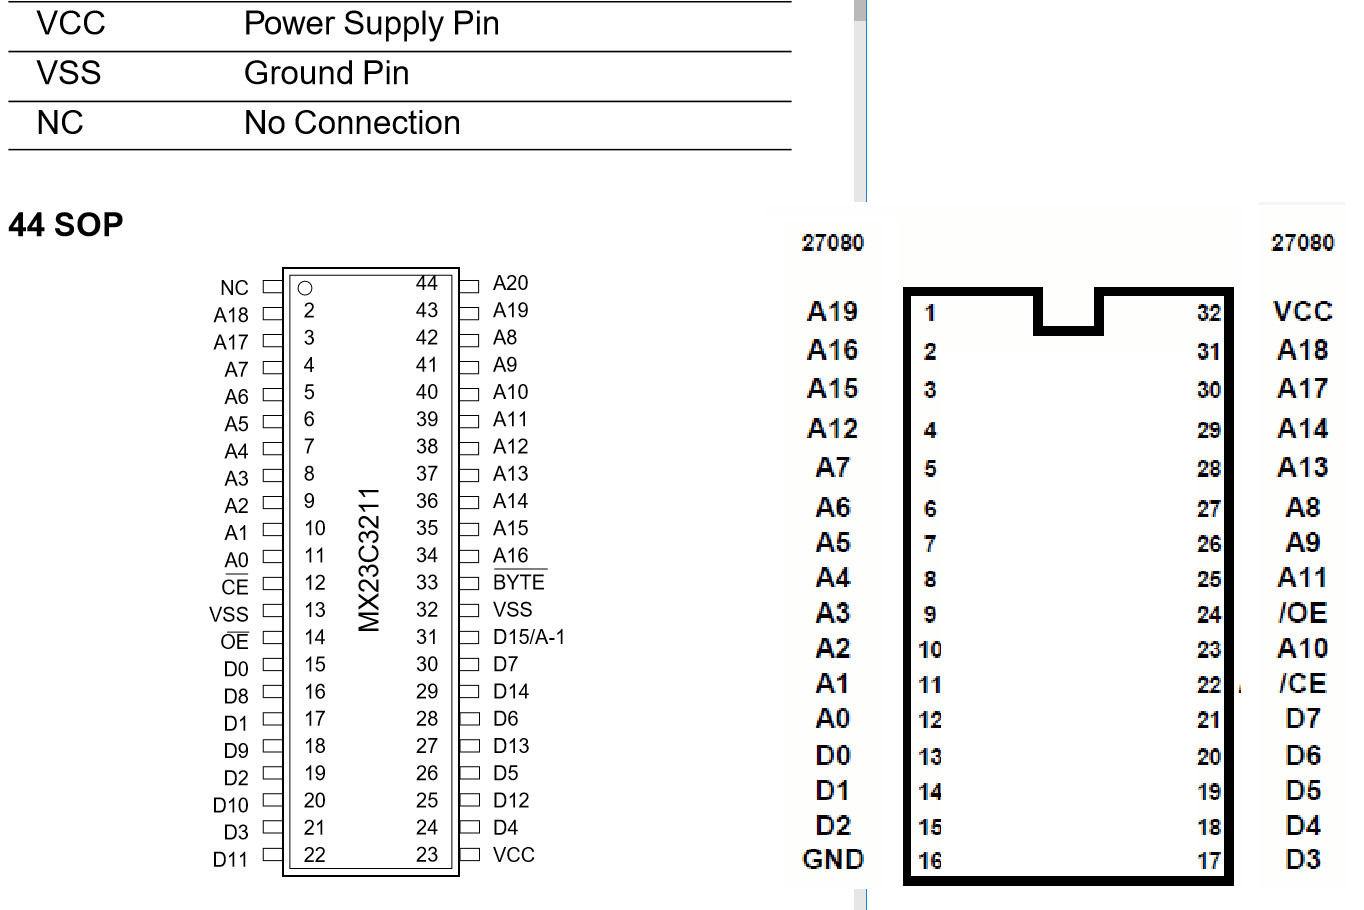 VCC Power Supply Pin
VSS Ground Pin
NC No Connection
44 SOP
NC 44 A20
A18 2 43 A19
A17 3 42 A8
A7 4 41 A9
A6 5 40 A10
A5 6 39 A11
A4 7 38 A12
A3 8 37 A13
A2 9 36 A14
A1 10 35 A15
A0 11 34 A16
CE 12 33 BYTE
VSS 13 32 VSS
OE 14 31 D15/A-1
D0 15 30 D7
D8 16 29 D14
D1 17 28 D6
D9 18 27 D13
D2 19 26 D5
D10 20 25 D12
D3 21 24 D4
D11 22 23 VCC
MX23C3211
27080 27080
A19 1 32 VCC
A16 2 31 A18
A15 3 30 A17
A12 4 29 A14
A7 5 28 A13
A6 6 27 A8
A5 7 26 A9
A4 8 25 A11
A3 9 24 /OE
A2 10 23 A10
A1 11 22 /CE
A0 12 21 D7
D0 13 20 D6
D1 14 19 D5
D2 15 18 D4
GND 16 17 D3